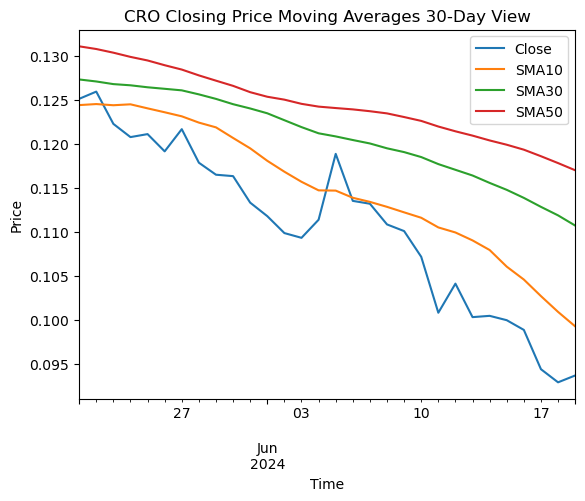 CRO Closing Price Moving Averages 30-Day View
Close
SMA10
SMA30
SMA50
Price
0.130
0.125
0.120
0.115
0.110
0.105
0.100
0.095
27
03
10
17
Jun
2024
Time